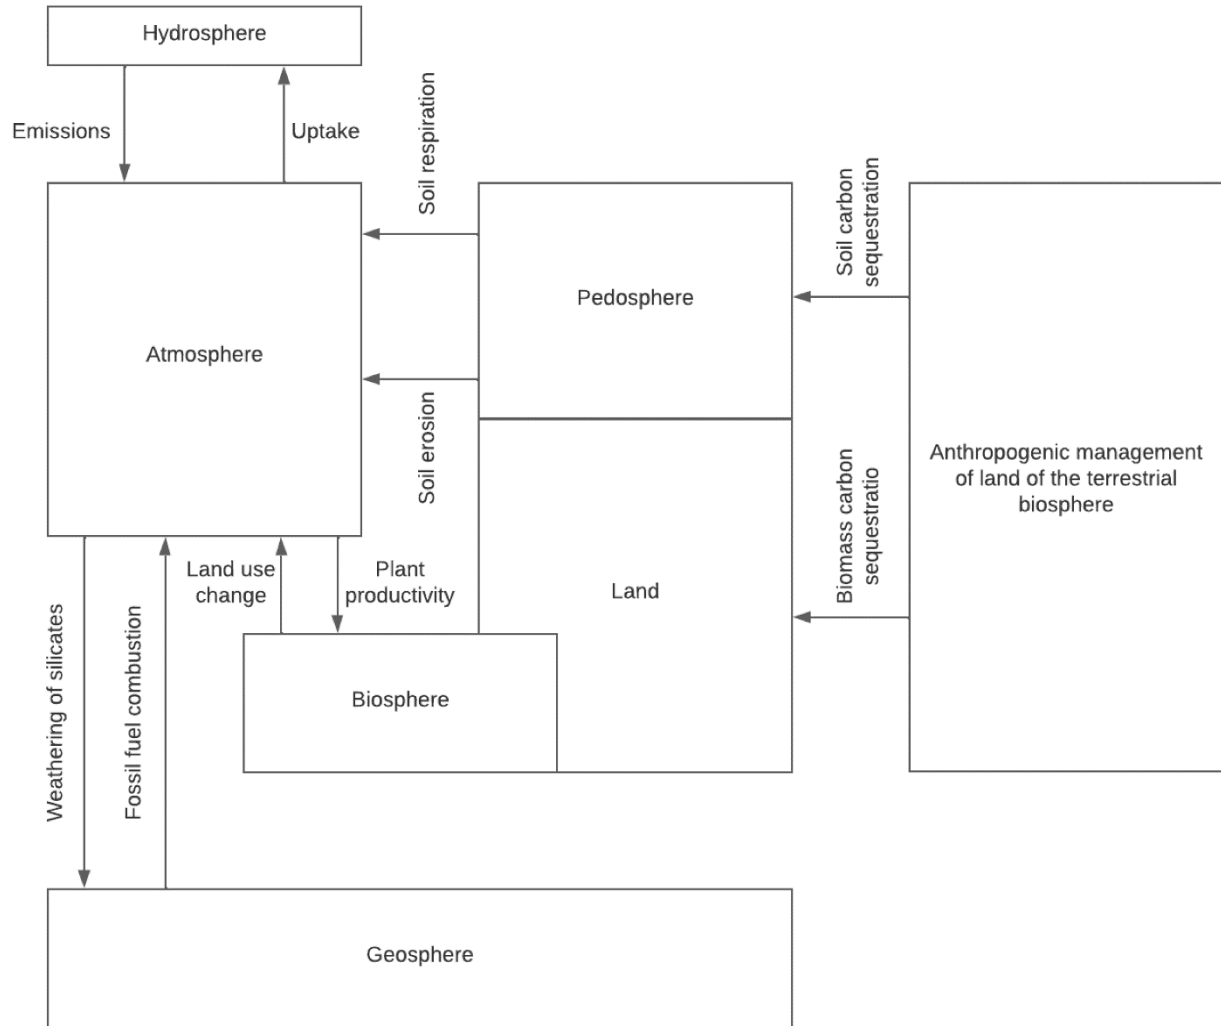 Hydrosphere
Emissions
Uptake
Soil respiration
Soil carbon
sequestration
Pedosphere
Atmosphere
Soil erosion
Anthropogenic management
of land of the terrestrial
biosphere
Biomass carbon
sequestratio
Land use
change
Plant
productivity
Land
Weathering of silicates
Fossil fuel combustion
Biosphere
Geosphere